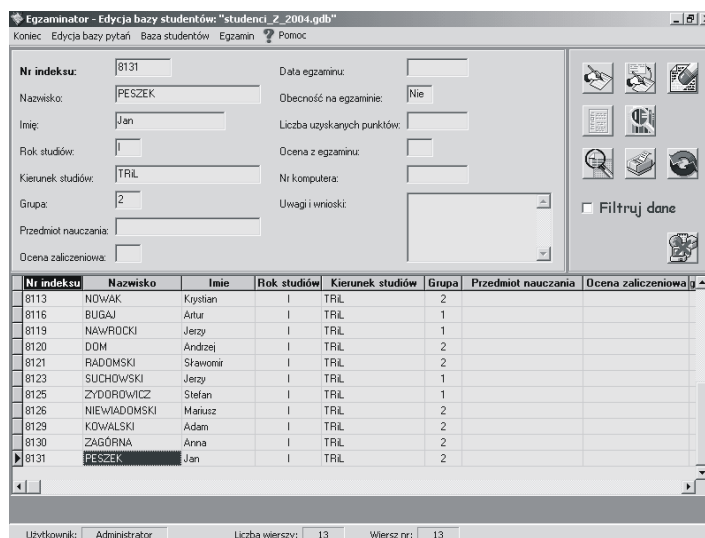 Egzaminator - Edycja bazy studentów: "studenci_Z_2004.gdb"
Koniec Edycja bazy pytań Baza studentów Egzamin ? Pomoc
Nr indeksu: 8131 Data egzaminu:
Nazwisko: PESZEK Obecność na egzaminie: Nie
Imię: Jan Liczba uzyskanych punktów:
Rok studiów: I Ocena z egzaminu:
Kierunek studiów: TRiL Nr komputera:
Grupa: 2 Uwagi i wnioski:
Przedmiot nauczania:
Ocena zaliczeniowa:
Filtruj dane
Nr indeksu Nazwisko Imie Rok studiów Kierunek studiów Grupa Przedmiot nauczania Ocena zaliczeniowa
8113 NOWAK Krystian I TRiL 2
8116 BUGAJ Artur I TRiL 1
8119 NAWROCKI Jerzy I TRiL 1
8120 DOM Andrzej I TRiL 2
8121 RADOMSKI Sławomir I TRiL 2
8123 SUCHOWSKI Jerzy I TRiL 1
8125 ZYDOROWICZ Stefan I TRiL 1
8126 NIEWIADOMSKI Mariusz I TRiL 2
8129 KOWALSKI Adam I TRiL 2
8130 ZAGÓRNA Anna I TRiL 2
8131 PESZEK Jan I TRiL 2
Użytkownik: Administrator Liczba wierszy: 13 Wiersz nr: 13